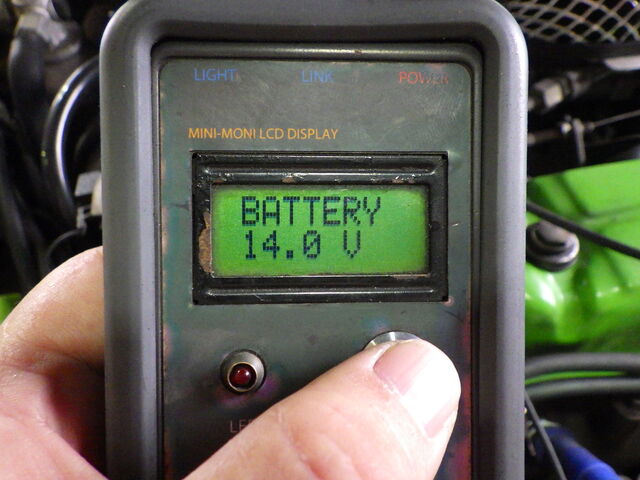 LIGHT LINK POWER
MINI-MONI LCD DISPLAY
BATTERY
14.0 V